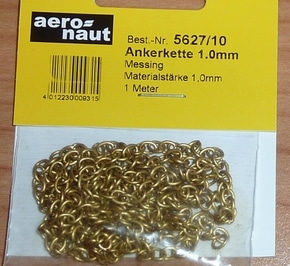 aero-
naut
Best.-Nr. 5627/10
Ankerkette 1.0mm
Messing
Materialstärke 1,0mm
1 Meter
4 012230 009315